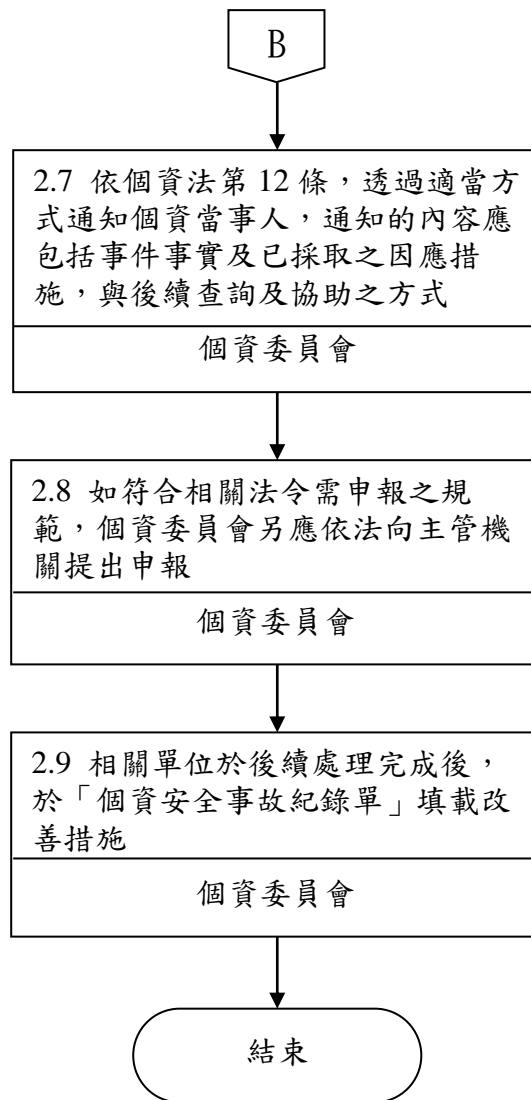 B
2.7 依個資法第 12 條，透過適當方
式通知個資當事人，通知的內容應
包括事件事實及已採取之因應措
施，與後續查詢及協助之方式
個資委員會
2.8 如符合相關法令需申報之規
範，個資委員會另應依法向主管機
關提出申報
個資委員會
2.9 相關單位於後續處理完成後，
於「個資安全事故紀錄單」填載改
善措施
個資委員會
結束